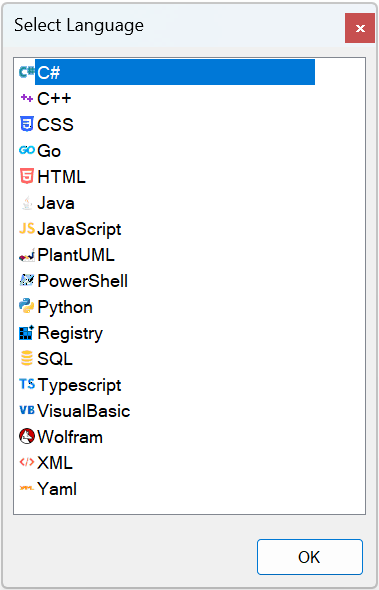 Select Language
C#
C++
CSS
Go
HTML
Java
JavaScript
PlantUML
PowerShell
Python
Registry
SQL
Typescript
VisualBasic
Wolfram
XML
Yaml
OK